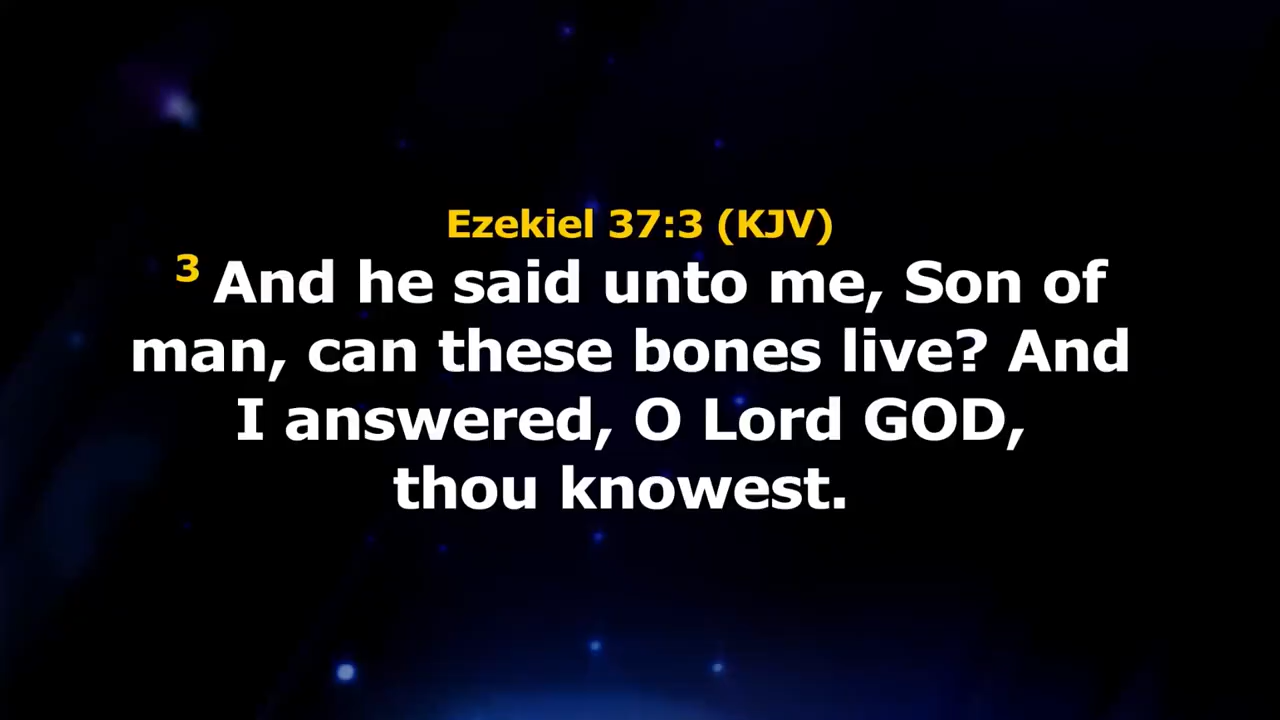 Ezekiel 37:3 (KJV)
3 And he said unto me, Son of
man, can these bones live? And
I answered, O Lord GOD,
thou knowest.